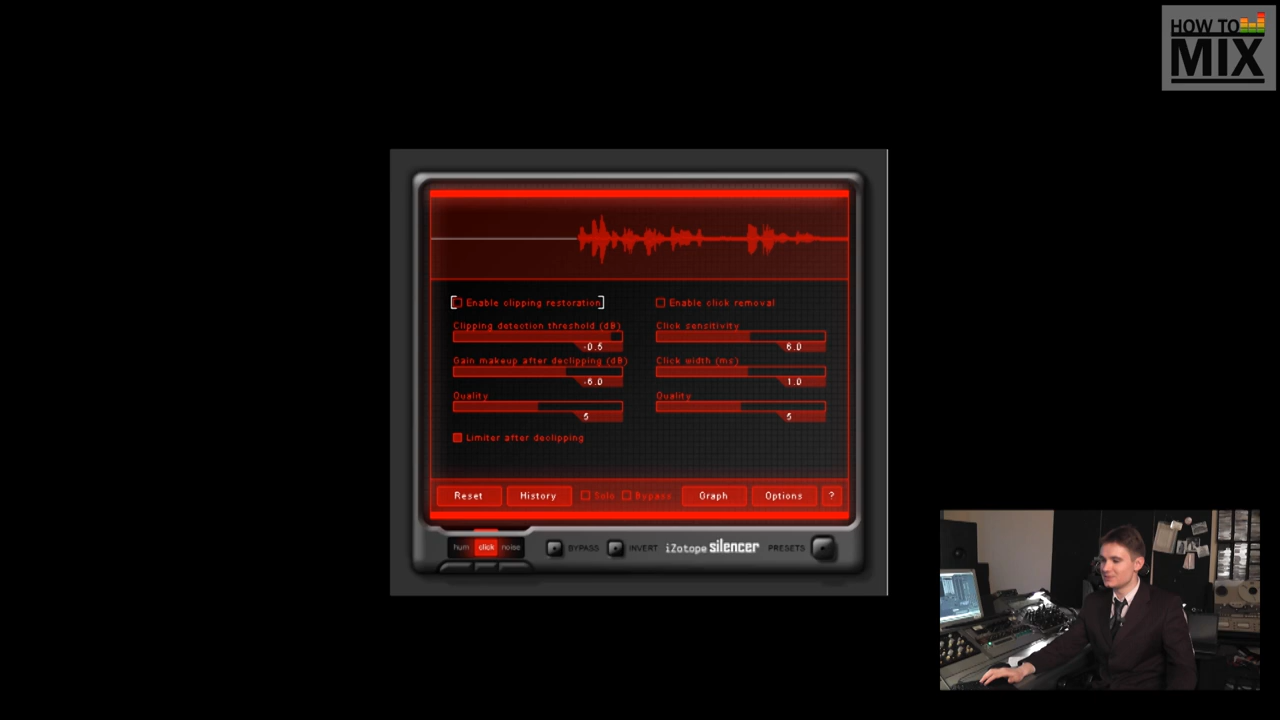 HOW TO
MIX
Enable clipping restoration
Enable click removal
Clipping detection threshold (dB)
Click sensitivity
-0.5
6.0
Gain makeup after declipping (dB)
Click width (ms)
-6.0
1.0
Quality
Quality
5
5
Limiter after declipping
Reset
History
Solo
Bypass
Graph
Options
?
hum
click
noise
BYPASS
INVERT
iZotope silencer
PRESETS